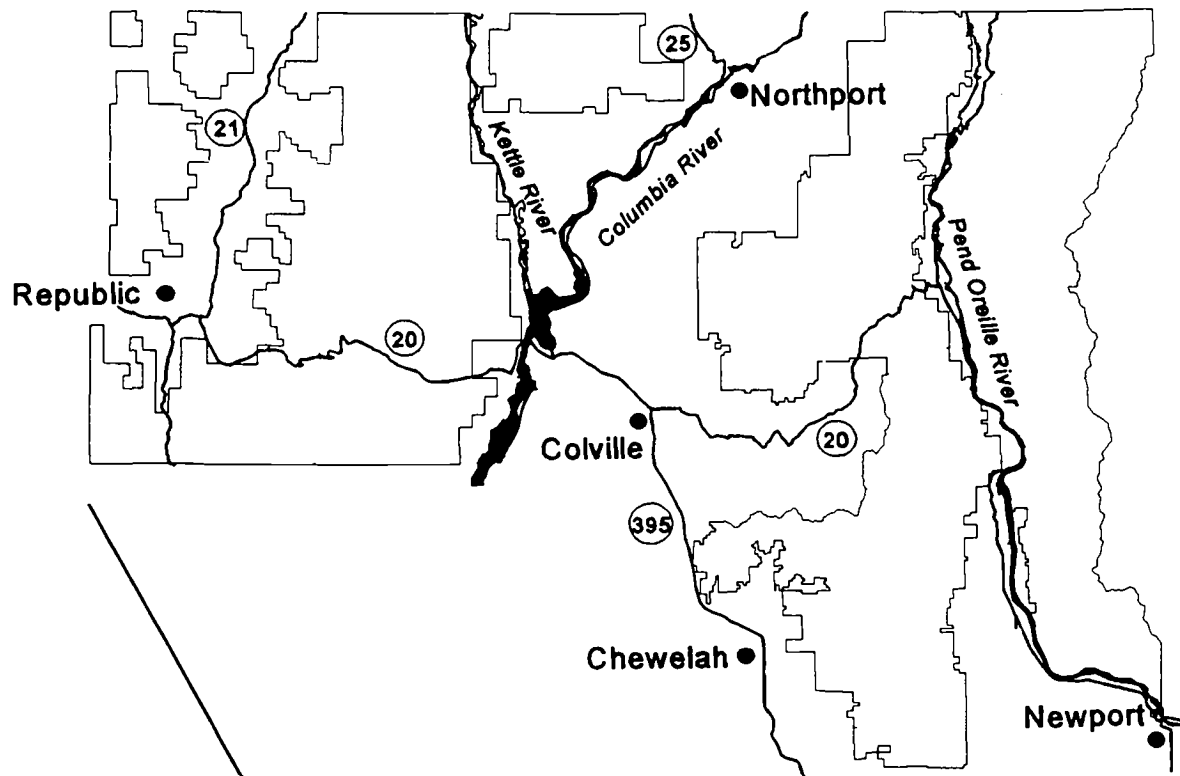 25
Northport
21
Kettle River
Columbia River
Pend Oreille River
Republic
20
Colville
20
395
Chewelah
Newport